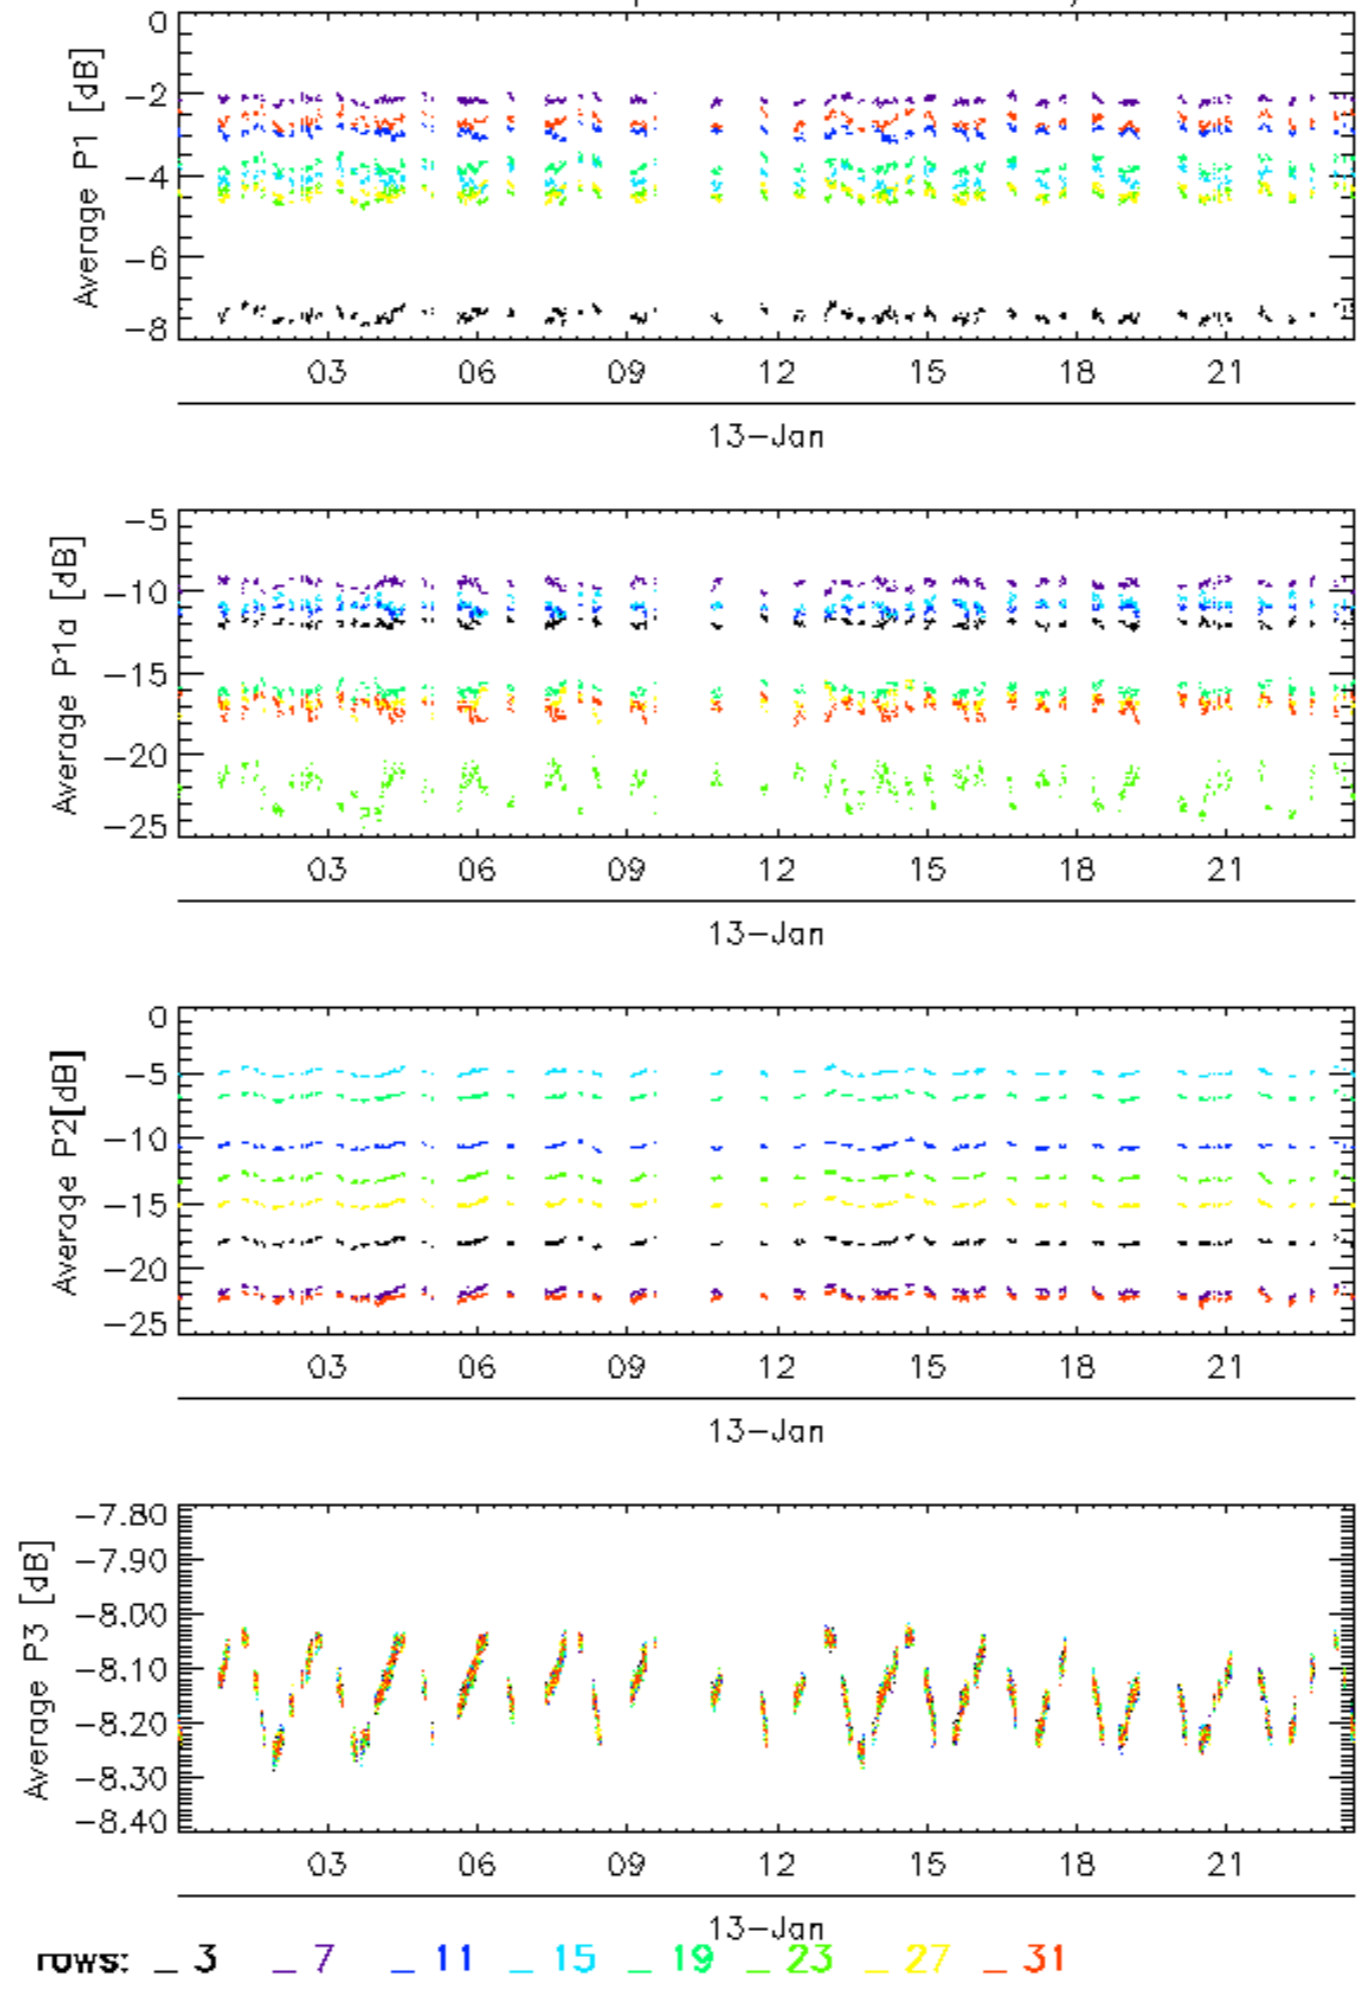 0
−2
−4
−6
−8
Average P1 [dB]
03 06 09 12 15 18 21
13−Jan
−5
−10
−15
−20
−25
Average P1a [dB]
03 06 09 12 15 18 21
13−Jan
0
−5
−10
−15
−20
−25
Average P2[dB]
03 06 09 12 15 18 21
13−Jan
−7.80
−7.90
−8.00
−8.10
−8.20
−8.30
−8.40
Average P3 [dB]
03 06 09 12 15 18 21
13−Jan
rows: _ 3 _ 7 _ 11 _ 15 _ 19 _ 23 _ 27 _ 31